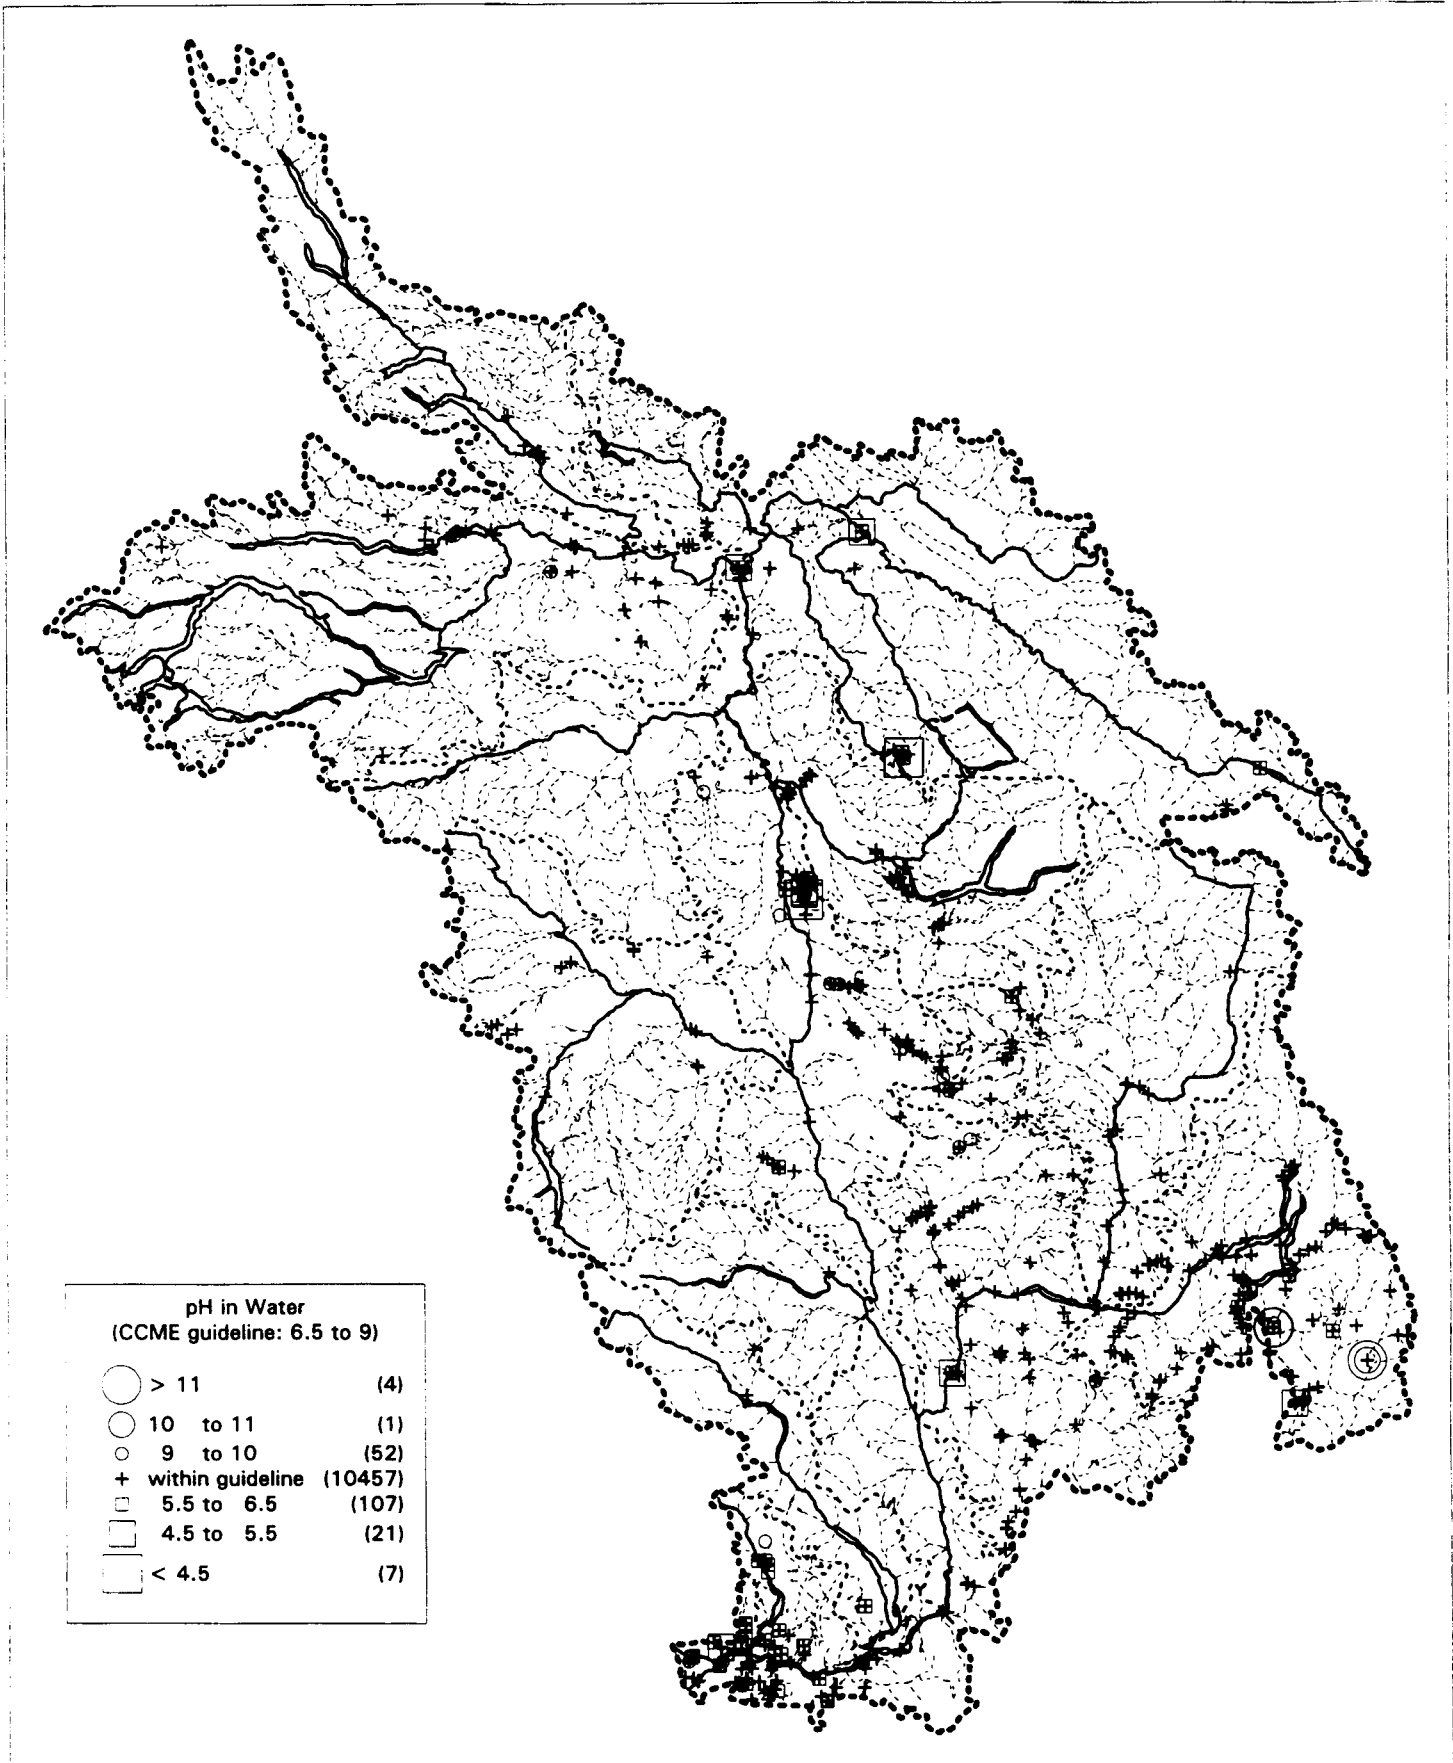 pH in Water
(CCME guideline: 6.5 to 9)
> 11 (4)
10 to 11 (1)
9 to 10 (52)
+ within guideline (10457)
5.5 to 6.5 (107)
4.5 to 5.5 (21)
< 4.5 (7)